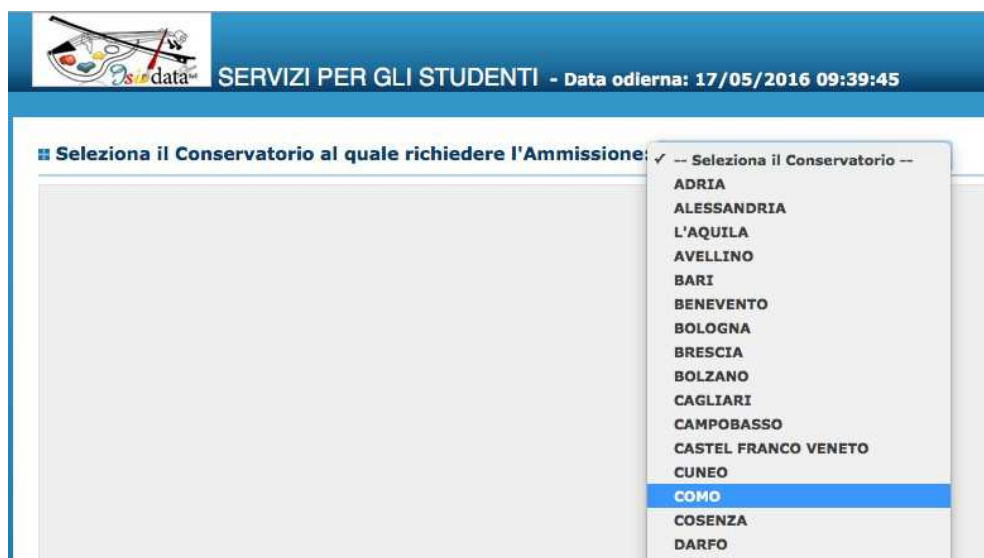 Isidata srl
SERVIZI PER GLI STUDENTI - Data odierna: 17/05/2016 09:39:45
Seleziona il Conservatorio al quale richiedere l'Ammissione:
✓ -- Seleziona il Conservatorio --
ADRIA
ALESSANDRIA
L'AQUILA
AVELLINO
BARI
BENEVENTO
BOLOGNA
BRESCIA
BOLZANO
CAGLIARI
CAMPOBASSO
CASTEL FRANCO VENETO
CUNEO
COMO
COSENZA
DARFO